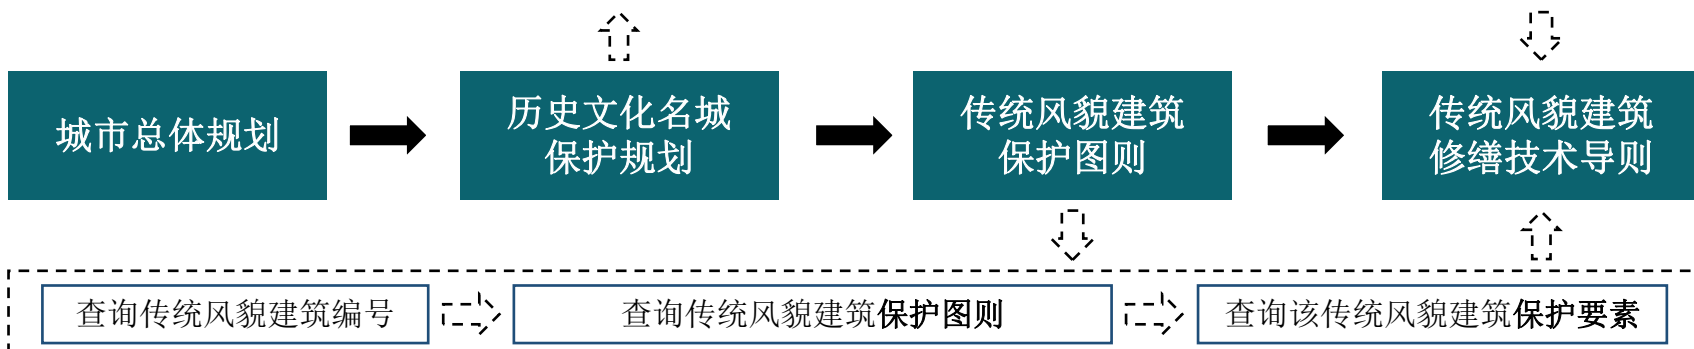 城市总体规划
历史文化名城
保护规划
传统风貌建筑
保护图则
传统风貌建筑
修缮技术导则
查询传统风貌建筑编号
查询传统风貌建筑保护图则
查询该传统风貌建筑保护要素